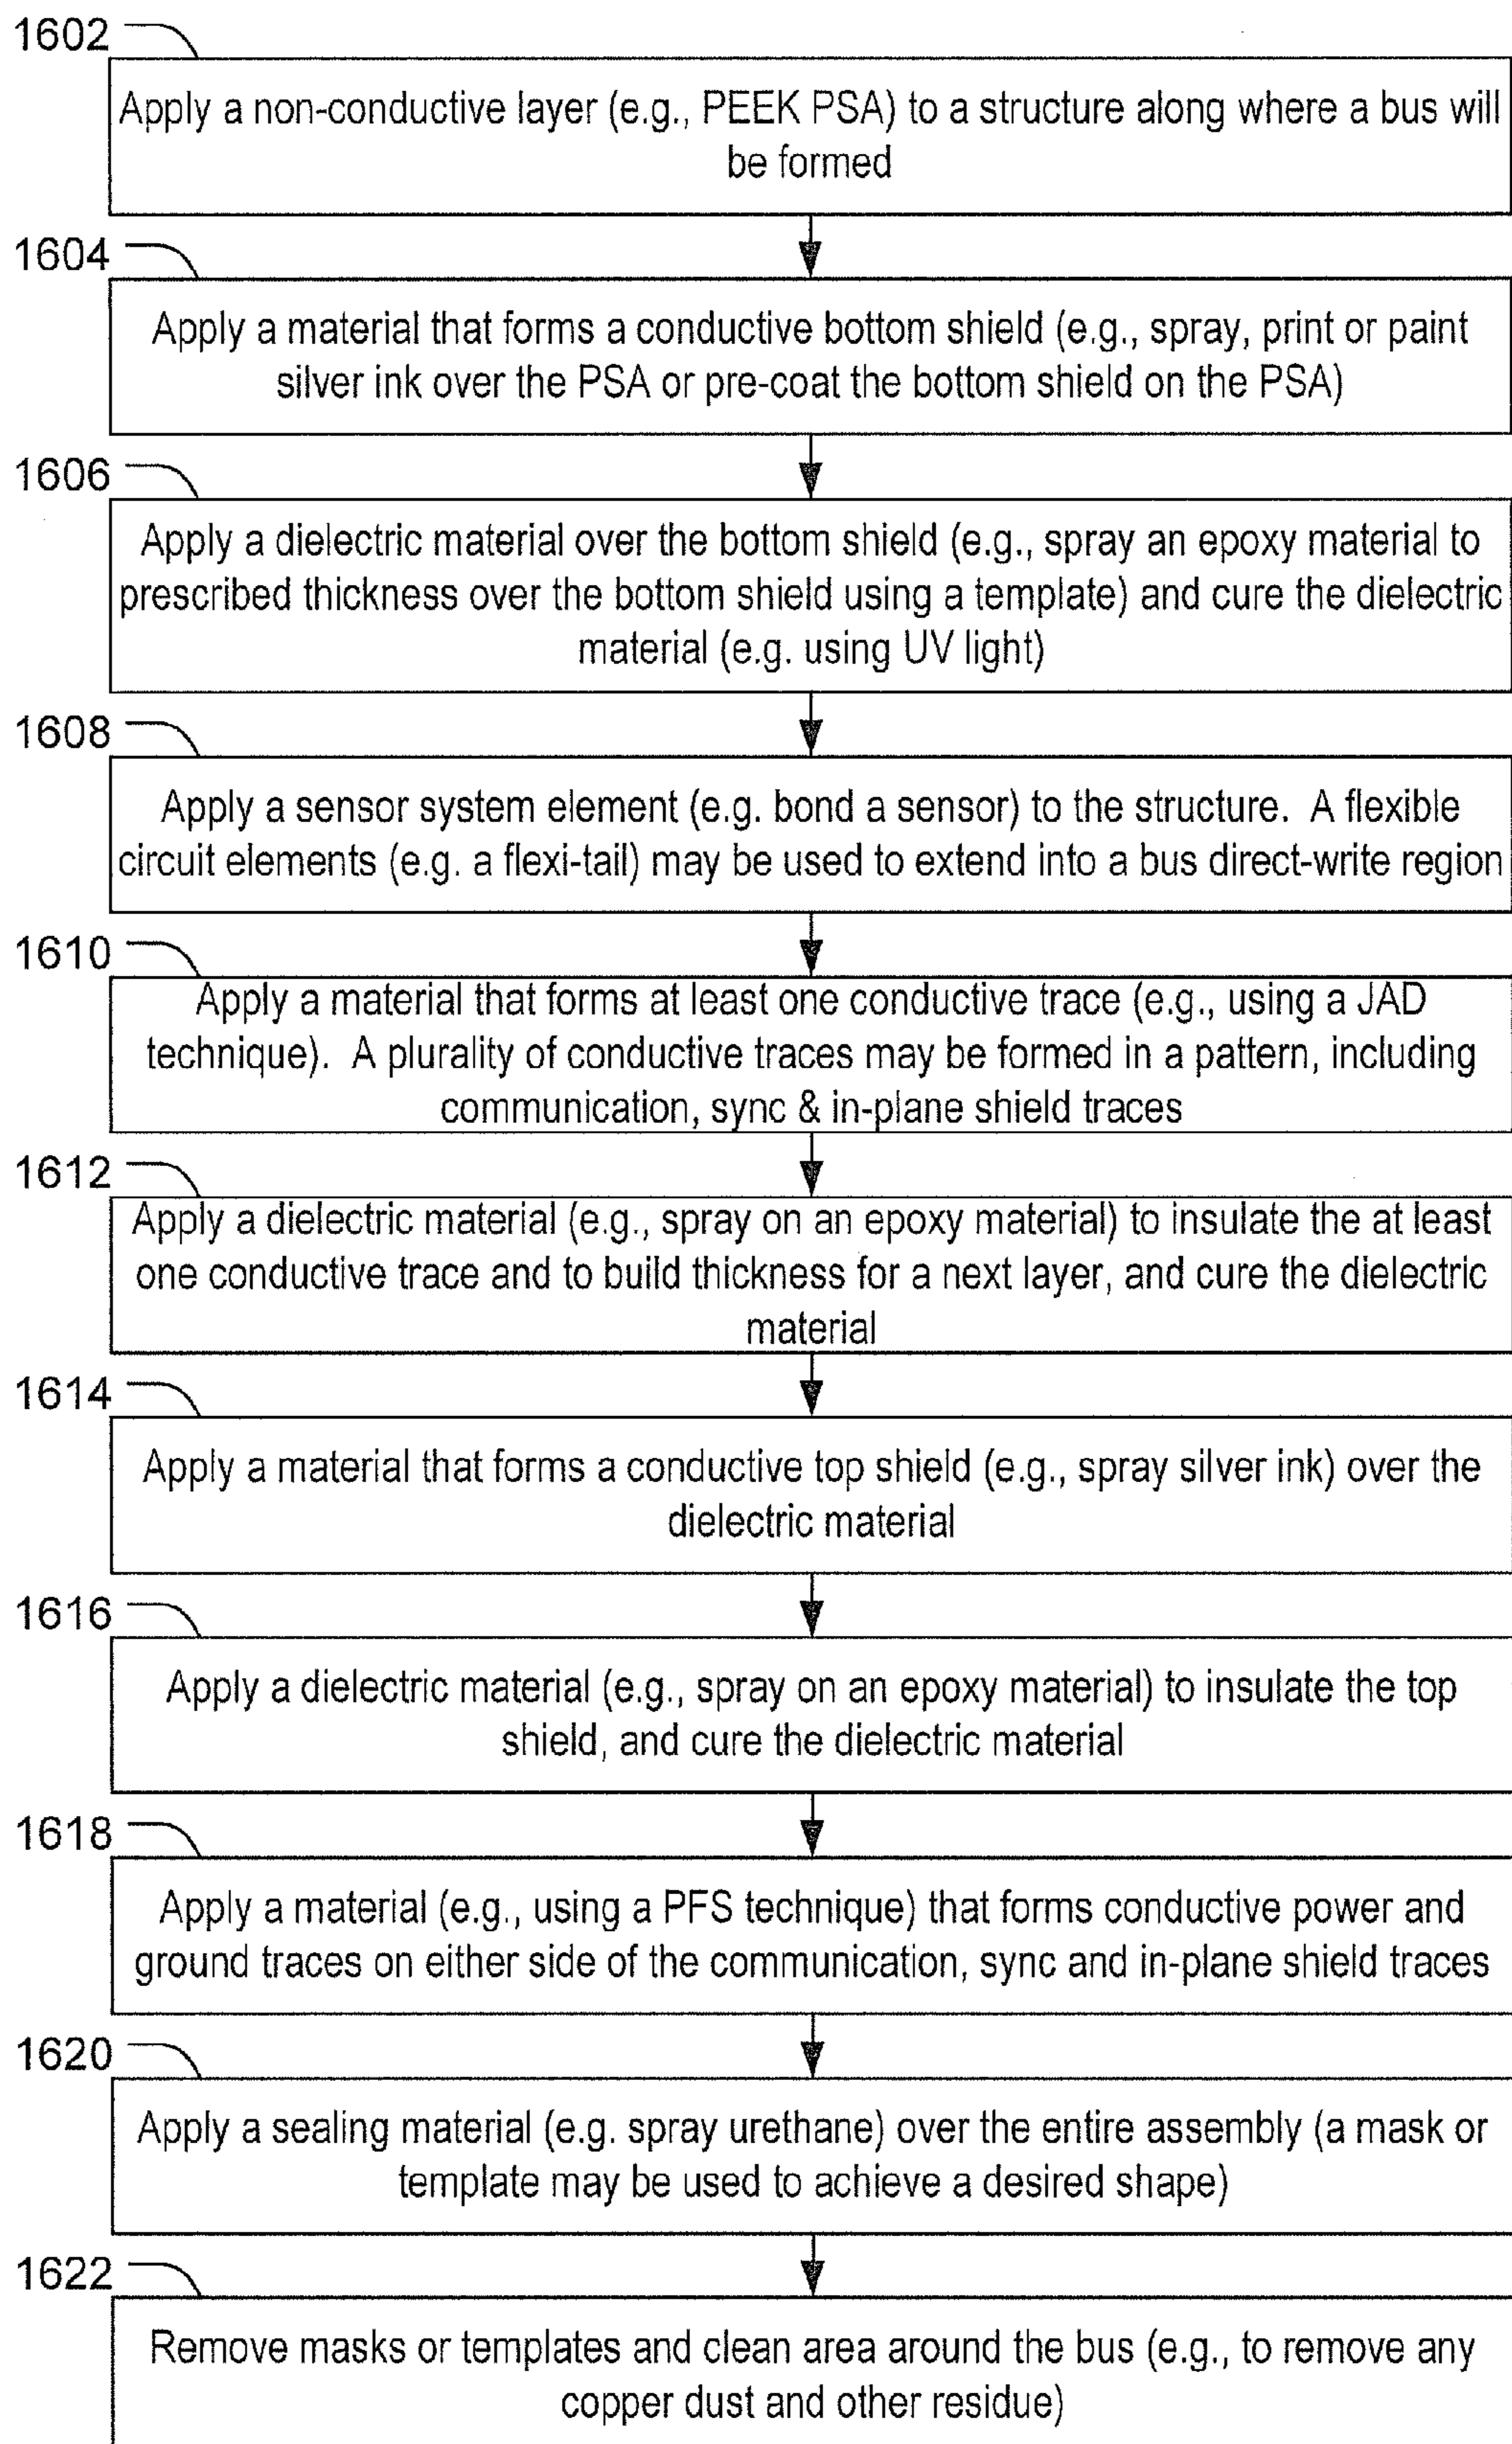 1602
Apply a non-conductive layer (e.g., PEEK PSA) to a structure along where a bus will
be formed
1604
Apply a material that forms a conductive bottom shield (e.g., spray, print or paint
silver ink over the PSA or pre-coat the bottom shield on the PSA)
1606
Apply a dielectric material over the bottom shield (e.g., spray an epoxy material to
prescribed thickness over the bottom shield using a template) and cure the dielectric
material (e.g. using UV light)
1608
Apply a sensor system element (e.g. bond a sensor) to the structure. A flexible
circuit elements (e.g. a flexi-tail) may be used to extend into a bus direct-write region
1610
Apply a material that forms at least one conductive trace (e.g., using a JAD
technique). A plurality of conductive traces may be formed in a pattern, including
communication, sync & in-plane shield traces
1612
Apply a dielectric material (e.g., spray on an epoxy material) to insulate the at least
one conductive trace and to build thickness for a next layer, and cure the dielectric
material
1614
Apply a material that forms a conductive top shield (e.g., spray silver ink) over the
dielectric material
1616
Apply a dielectric material (e.g., spray on an epoxy material) to insulate the top
shield, and cure the dielectric material
1618
Apply a material (e.g., using a PFS technique) that forms conductive power and
ground traces on either side of the communication, sync and in-plane shield traces
1620
Apply a sealing material (e.g. spray urethane) over the entire assembly (a mask or
template may be used to achieve a desired shape)
1622
Remove masks or templates and clean area around the bus (e.g., to remove any
copper dust and other residue)